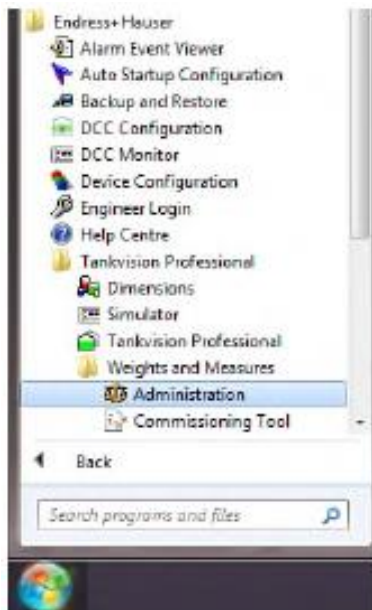 Endress+Hauser
Alarm Event Viewer
Auto Startup Configuration
Backup and Restore
DCC Configuration
DCC Monitor
Device Configuration
Engineer Login
Help Centre
Tankvision Professional
Dimensions
Simulator
Tankvision Professional
Weights and Measures
Administration
Commissioning Tool
Back
Search programs and files